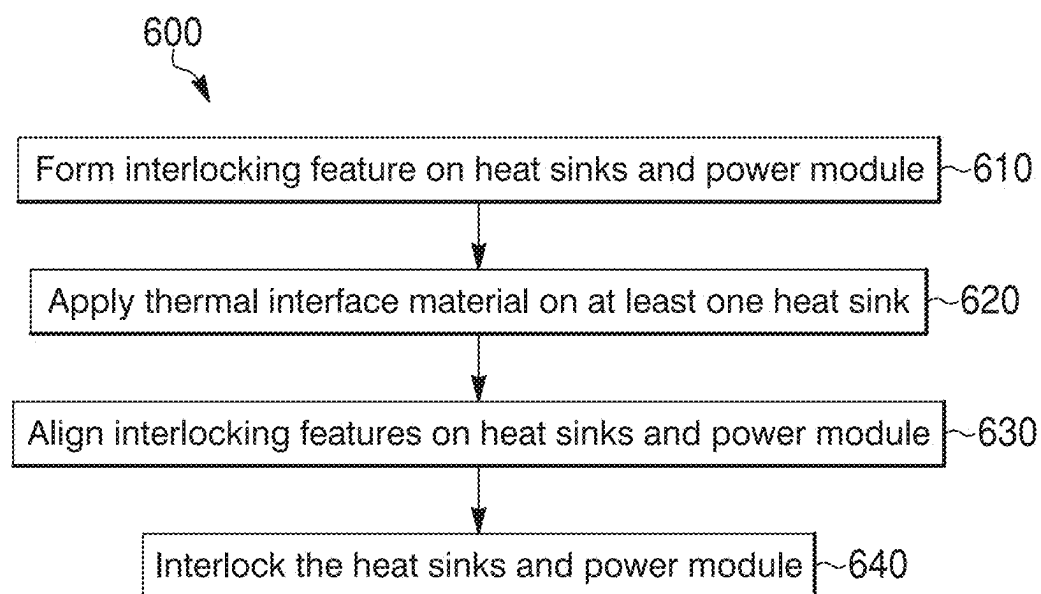 600
Form interlocking feature on heat sinks and power module 610
Apply thermal interface material on at least one heat sink 620
Align interlocking features on heat sinks and power module 630
Interlock the heat sinks and power module 640